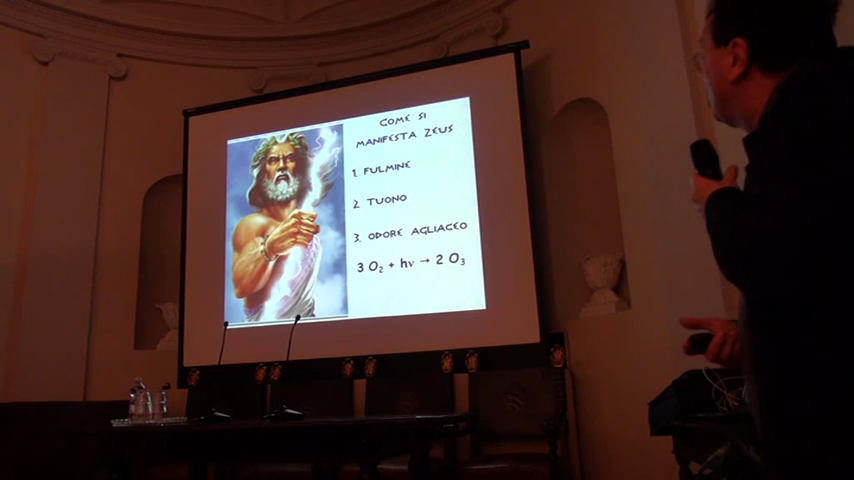 COME SI
MANIFESTA ZEUS
1. FULMINE
2. TUONO
3. ODORE AGLIACEO
3 O₂ + hν → 2 O₃